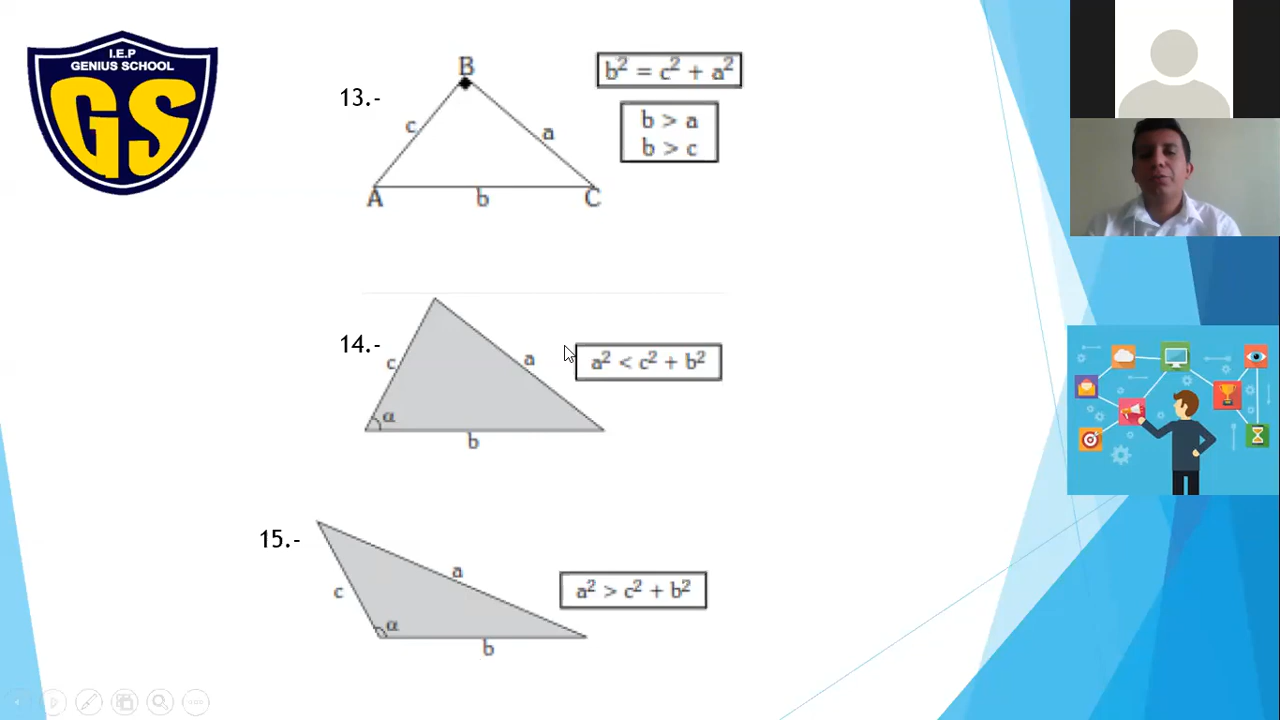 I.E.P
GENIUS SCHOOL
GS
13.-
B
c
a
A
b
C
b² = c² + a²
b > a
b > c
14.-
c
a
α
b
a² < c² + b²
15.-
c
a
α
b
a² > c² + b²